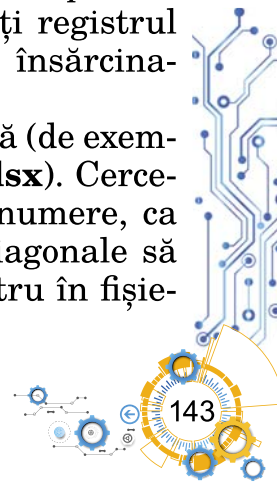 ți registrul
însărcina-
ă (de exem-
lsx). Cerce-
numere, ca
iagonale să
tru în fișie-
143